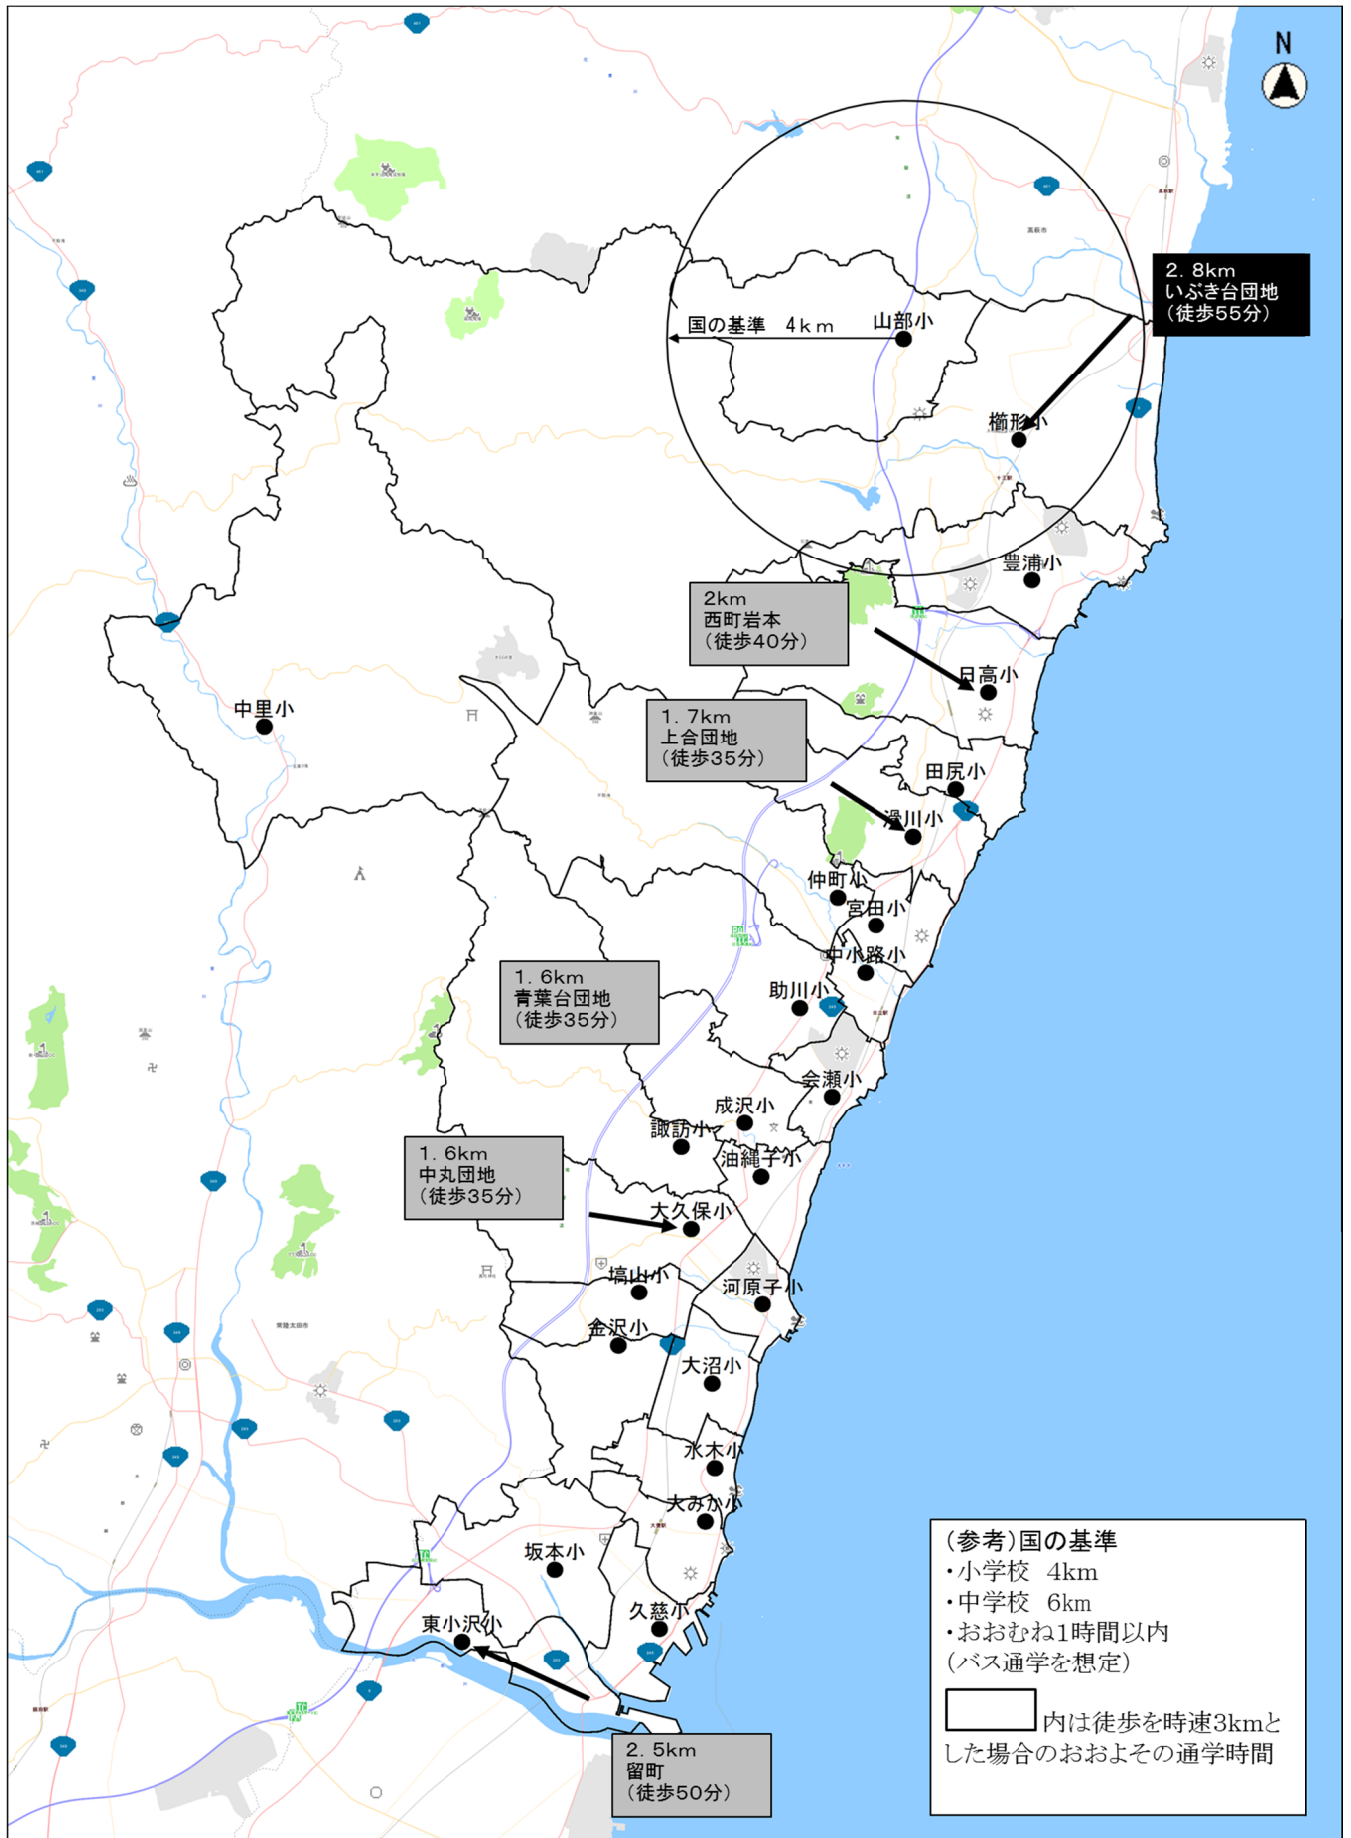 N
2.8km
いぶき台団地
(徒歩55分)
高萩市
国の基準 4km
山部小
櫛形小
豊浦小
2km
西町岩本
(徒歩40分)
日高小
中里小
1.7km
上合団地
(徒歩35分)
田尻小
滑川小
仲町小
宮田小
中小路小
1.6km
青葉台団地
(徒歩35分)
助川小
会瀬小
成沢小
諏訪小
油縄子小
1.6km
中丸団地
(徒歩35分)
大久保小
塙山小
河原子小
金沢小
常陸太田市
大沼小
水木小
大みか小
坂本小
久慈小
東小沢小
2.5km
留町
(徒歩50分)
(参考)国の基準
・小学校 4km
・中学校 6km
・おおむね1時間以内
(バス通学を想定)
内は徒歩を時速3kmと
した場合のおおよその通学時間